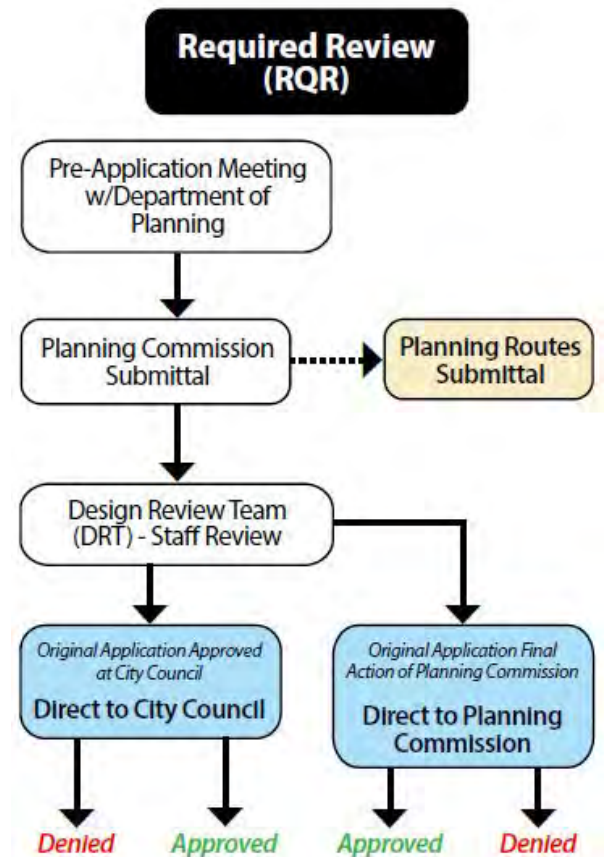 Required Review
(RQR)
Pre-Application Meeting
w/Department of
Planning
Planning Commission
Submittal
Planning Routes
Submittal
Design Review Team
(DRT) - Staff Review
Original Application Approved
at City Council
Direct to City Council
Original Application Final
Action of Planning Commission
Direct to Planning
Commission
Denied
Approved
Approved
Denied